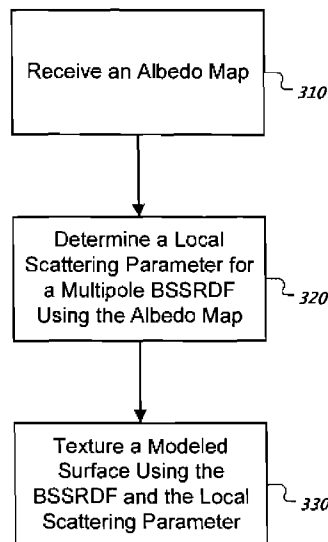 Receive an Albedo Map
310
Determine a Local
Scattering Parameter for
a Multipole BSSRDF
Using the Albedo Map
320
Texture a Modeled
Surface Using the
BSSRDF and the Local
Scattering Parameter
330